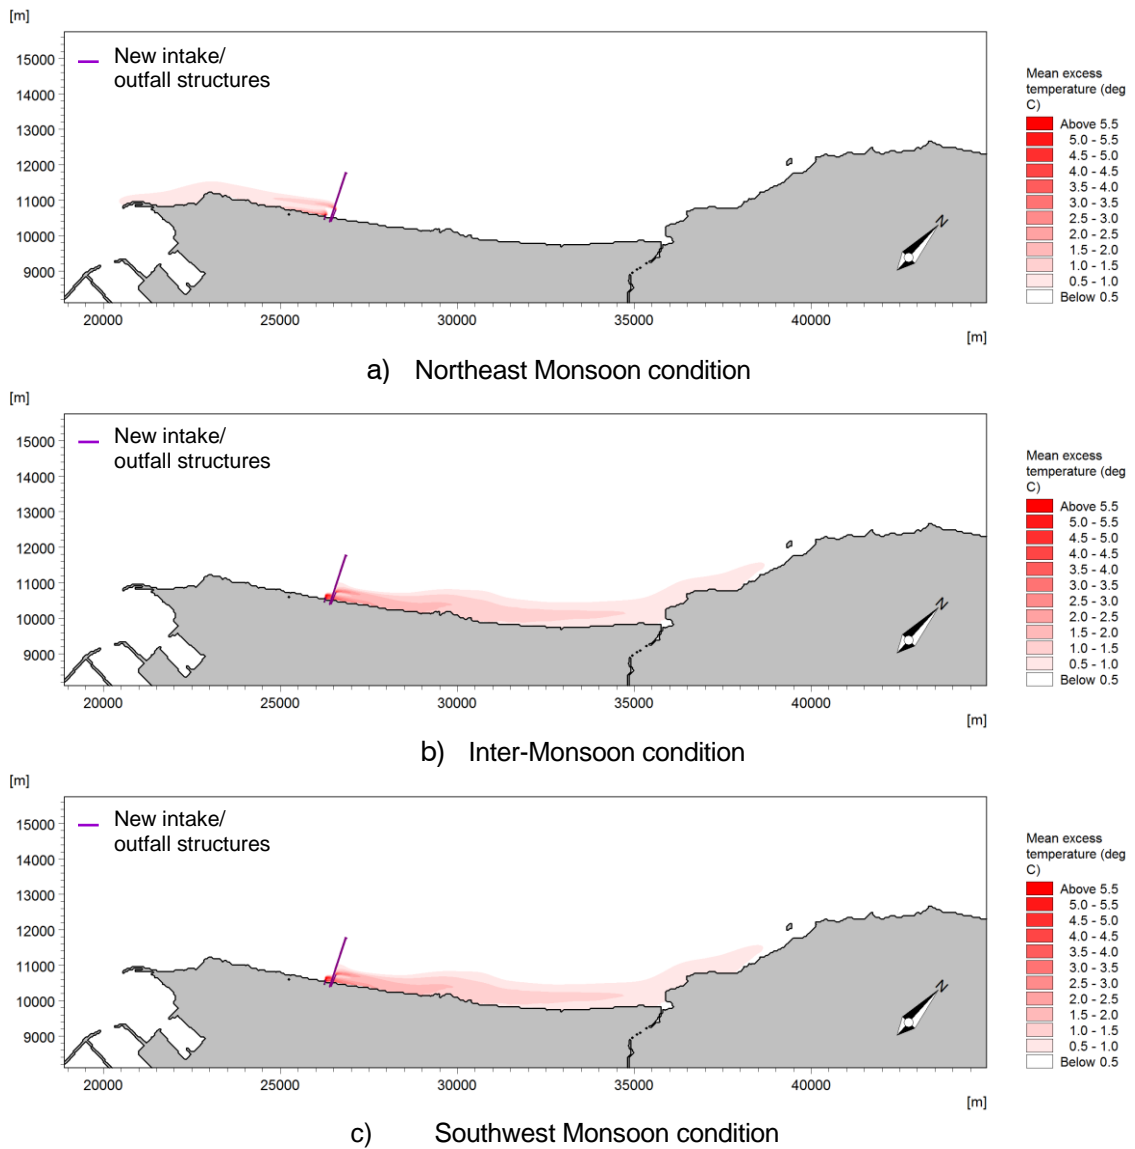 [m]
New intake/
outfall structures
15000
14000
13000
12000
11000
10000
9000
20000 25000 30000 35000 40000
[m]
Mean excess
temperature (deg
C)
Above 5.5
5.0 - 5.5
4.5 - 5.0
4.0 - 4.5
3.5 - 4.0
3.0 - 3.5
2.5 - 3.0
2.0 - 2.5
1.5 - 2.0
1.0 - 1.5
0.5 - 1.0
Below 0.5
N
a) Northeast Monsoon condition
[m]
New intake/
outfall structures
15000
14000
13000
12000
11000
10000
9000
20000 25000 30000 35000 40000
[m]
Mean excess
temperature (deg
C)
Above 5.5
5.0 - 5.5
4.5 - 5.0
4.0 - 4.5
3.5 - 4.0
3.0 - 3.5
2.5 - 3.0
2.0 - 2.5
1.5 - 2.0
1.0 - 1.5
0.5 - 1.0
Below 0.5
N
b) Inter-Monsoon condition
[m]
New intake/
outfall structures
15000
14000
13000
12000
11000
10000
9000
20000 25000 30000 35000 40000
[m]
Mean excess
temperature (deg
C)
Above 5.5
5.0 - 5.5
4.5 - 5.0
4.0 - 4.5
3.5 - 4.0
3.0 - 3.5
2.5 - 3.0
2.0 - 2.5
1.5 - 2.0
1.0 - 1.5
0.5 - 1.0
Below 0.5
N
c) Southwest Monsoon condition